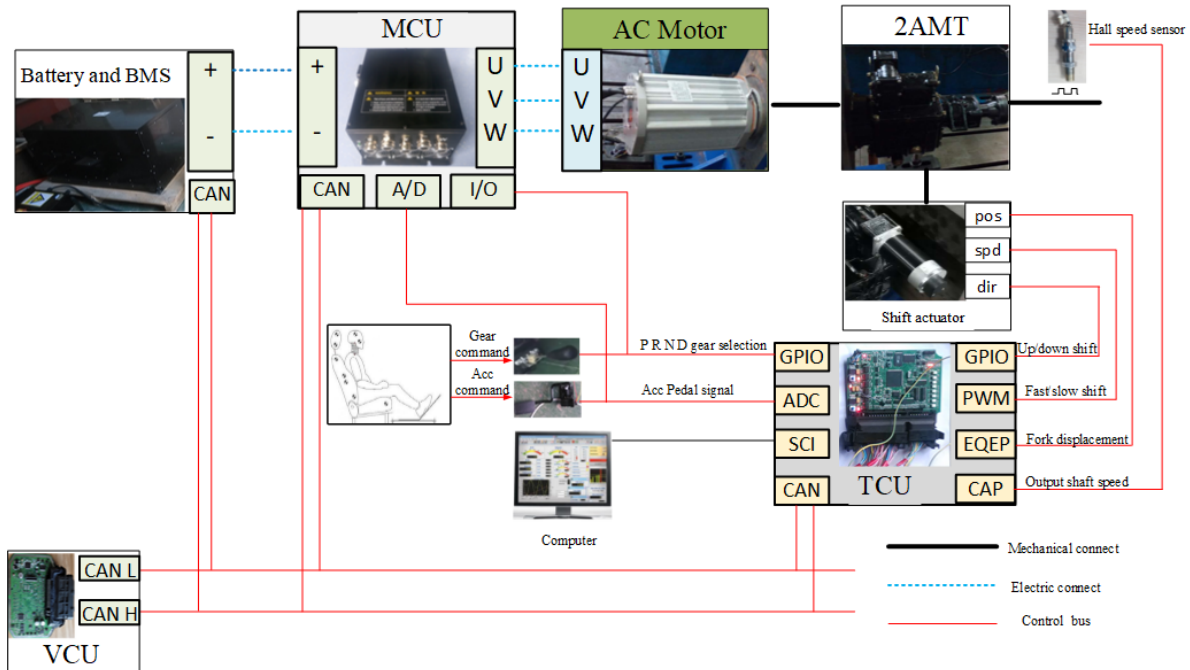 MCU
AC Motor
2AMT
Hall speed sensor
Battery and BMS
+
-
CAN
+
-
U
V
W
U
V
W
CAN
A/D
I/O
pos
spd
dir
Shift actuator
Gear
command
Acc
command
P R N D gear selection
Acc Pedal signal
GPIO
ADC
SCI
CAN
GPIO
PWM
EQEP
CAP
TCU
Up/down shift
Fast/slow shift
Fork displacement
Output shaft speed
Computer
CAN L
CAN H
VCU
Mechanical connect
Electric connect
Control bus